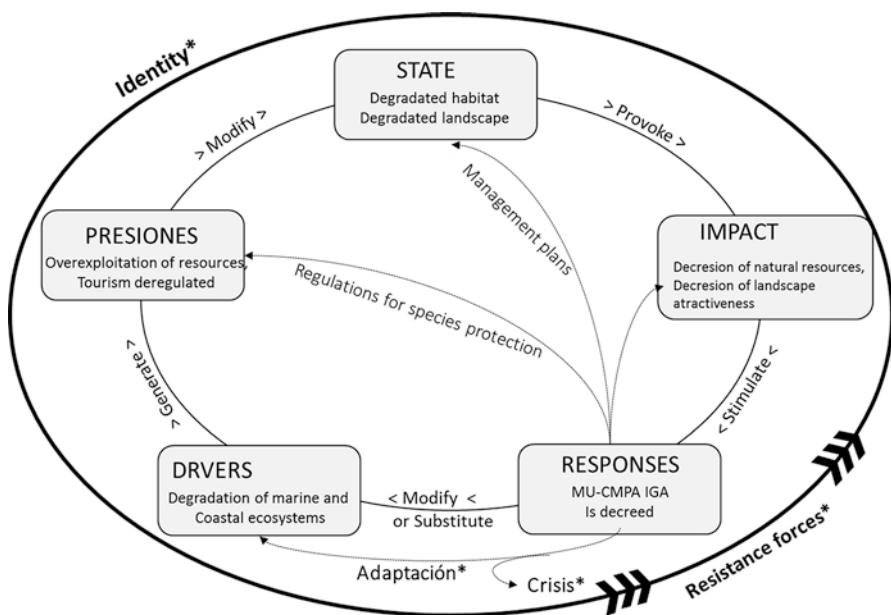 Identity*
STATE
Degradated habitat
Degradated landscape
> Modify >
> Provoke >
PRESIONES
Overexploitation of resources,
Tourism deregulated
Management plans
IMPACT
Decresion of natural resources,
Decresion of landscape
atractiveness
Regulations for species protection
> Generate >
< Stimulate <
DRVERS
Degradation of marine and
Coastal ecosystems
< Modify <
or Substitute
RESPONSES
MU-CMPA IGA
Is decreed
Adaptación*
Crisis*
Resistance forces*